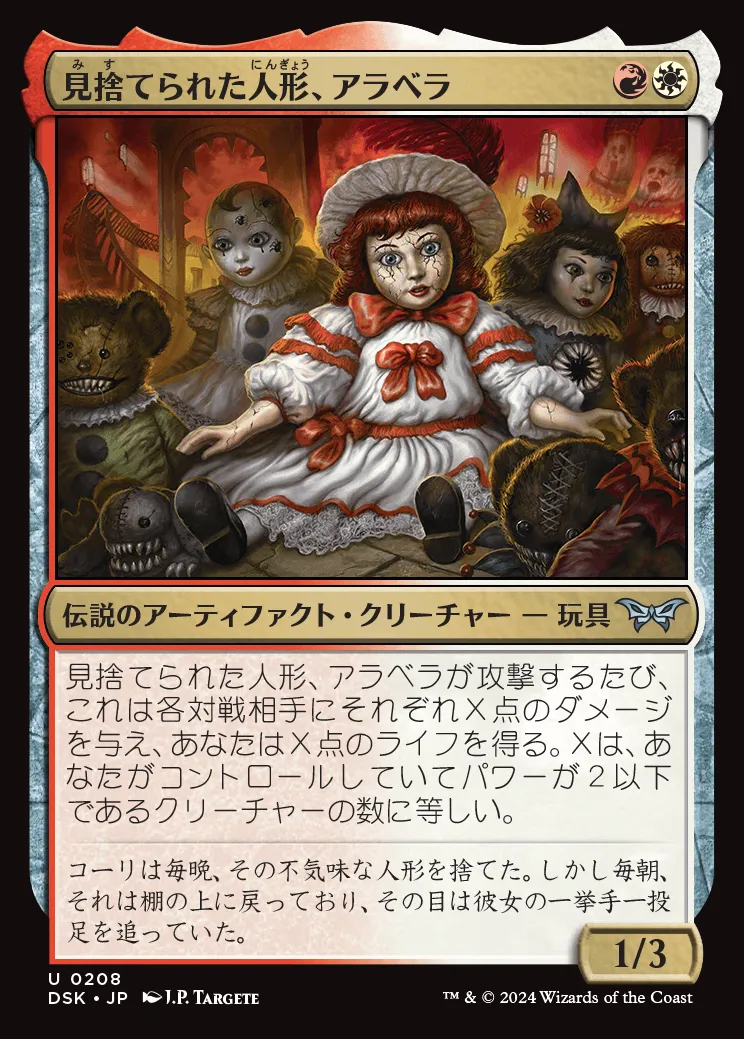 見捨てられた人形、アラベラ
伝説のアーティファクト・クリーチャー — 玩具
見捨てられた人形、アラベラが攻撃するたび、
これは各対戦相手にそれぞれX点のダメージ
を与え、あなたはX点のライフを得る。Xは、あ
なたがコントロールしていてパワーが２以下
であるクリーチャーの数に等しい。
コーリは毎晩、その不気味な人形を捨てた。しかし毎朝、
それは棚の上に戻っており、その目は彼女の一挙手一投
足を追っていた。
1/3
U 0208
DSK • JP J.P. Targete
™ & © 2024 Wizards of the Coast